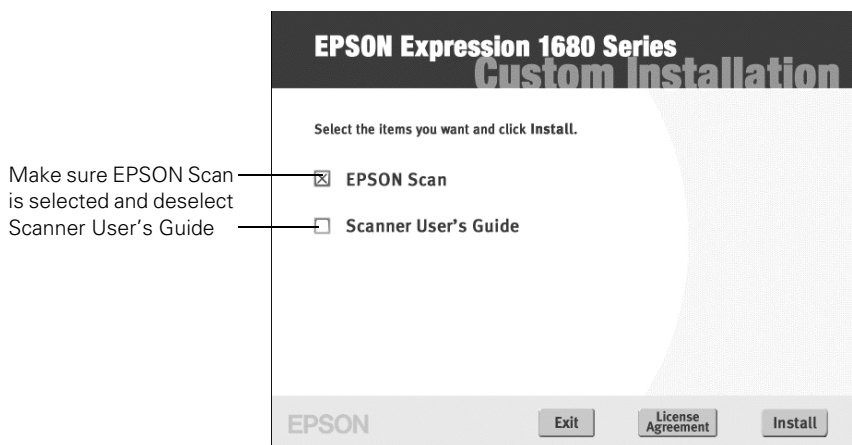 EPSON Expression 1680 Series
Custom Installation
Select the items you want and click Install.
Make sure EPSON Scan
is selected and deselect
Scanner User’s Guide
EPSON Scan
Scanner User’s Guide
EPSON
Exit
License
Agreement
Install